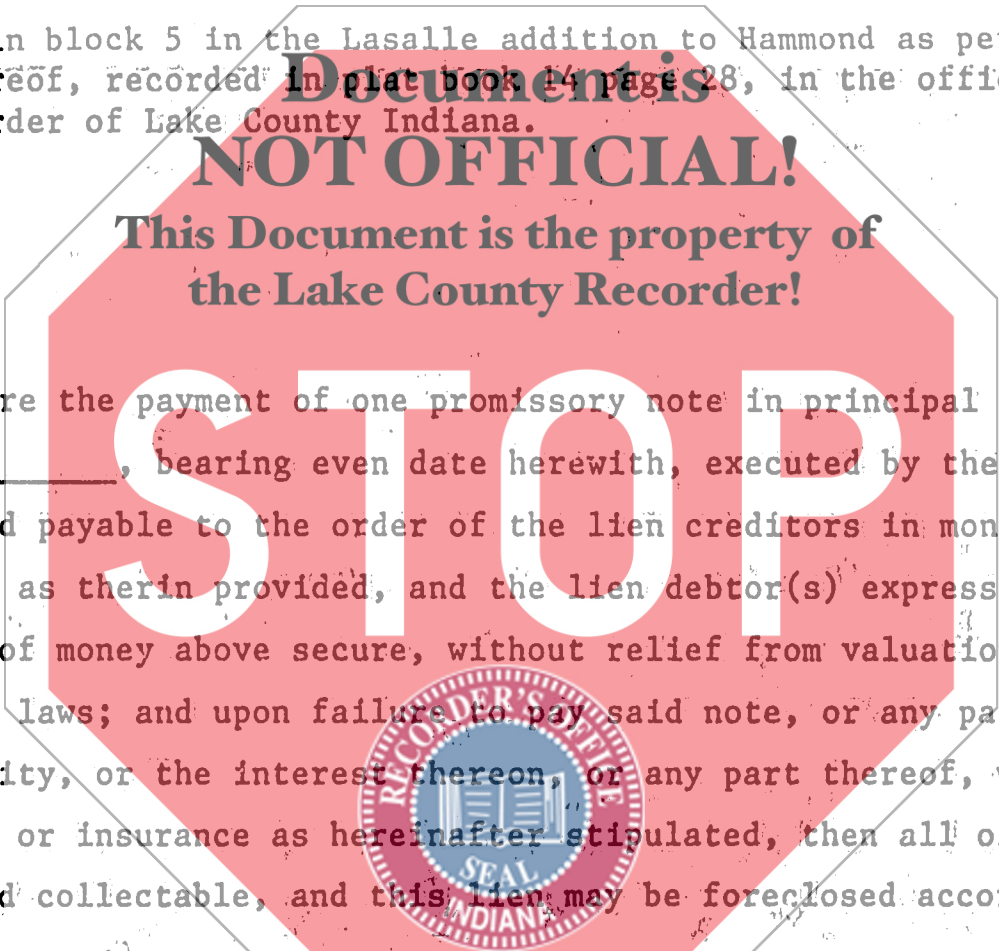 n block 5 in the Lasalle addition to Hammond as pe
reof, recorded in plat book 14 page 28, in the offi
der of Lake County Indiana.
Document is
NOT OFFICIAL!
This Document is the property of
the Lake County Recorder!
STOP
re the payment of one promissory note in principal
, bearing even date herewith, executed by the
d payable to the order of the lien creditors in mon
as therin provided, and the lien debtor(s) express
of money above secure, without relief from valuatio
laws; and upon failure to pay said note, or any pa
ity, or the interest thereon, or any part thereof,
or insurance as hereinafter stipulated, then all o
d collectable, and this lien may be foreclosed acco
RECORDER'S OFFICE
SEAL
INDIANA